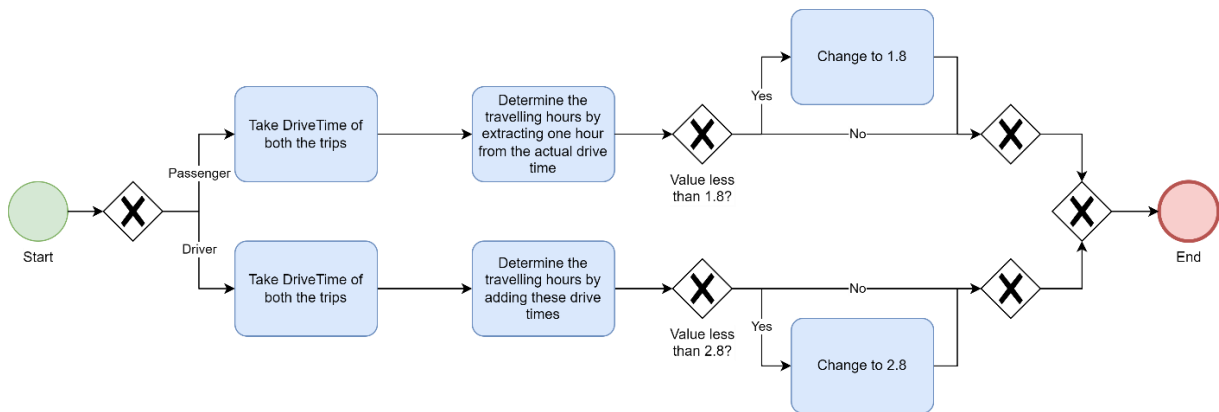 Change to 1.8
Yes
Take DriveTime of
both the trips
Determine the
travelling hours by
extracting one hour
from the actual drive
time
No
Passenger
Value less
than 1.8?
Start
End
Driver
Take DriveTime of
both the trips
Determine the
travelling hours by
adding these drive
times
No
Yes
Value less
than 2.8?
Change to 2.8